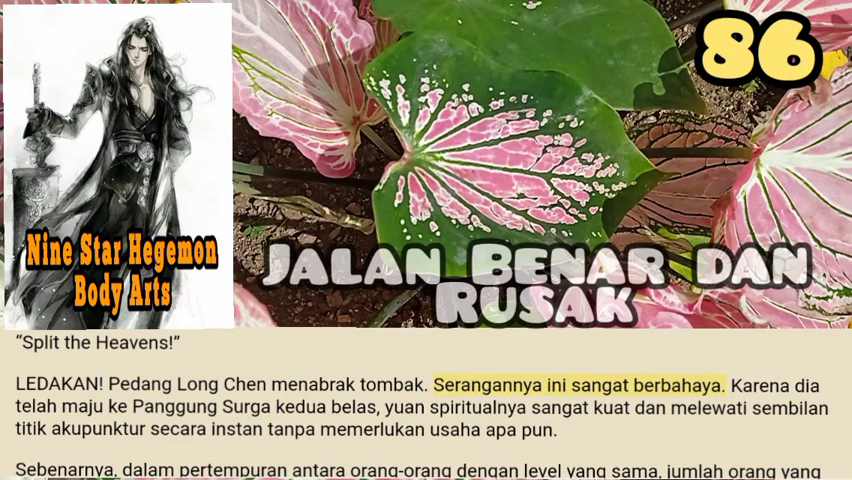 86
Nine Star Hegemon
Body Arts
Jalan Benar dan
Rusak
“Split the Heavens!”
LEDAKAN! Pedang Long Chen menabrak tombak. Serangannya ini sangat berbahaya. Karena dia
telah maju ke Panggung Surga kedua belas, yuan spiritualnya sangat kuat dan melewati sembilan
titik akupunktur secara instan tanpa memerlukan usaha apa pun.
Sebenarnya, dalam pertempuran antara orang-orang dengan level yang sama, jumlah orang yang